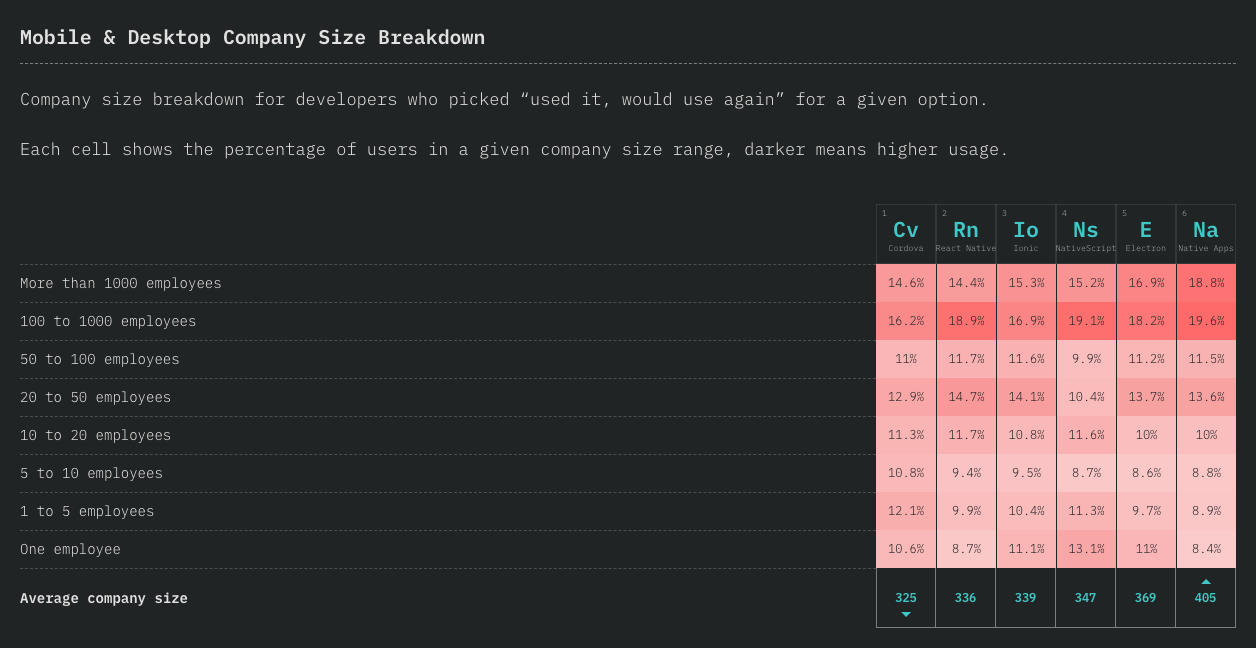 Mobile & Desktop Company Size Breakdown
Company size breakdown for developers who picked “used it, would use again” for a given option.
Each cell shows the percentage of users in a given company size range, darker means higher usage.
1 2 3 4 5 6
Cv Rn Io Ns E Na
Cordova React Native Ionic NativeScript Electron Native Apps
More than 1000 employees 14.6% 14.4% 15.3% 15.2% 16.9% 18.8%
100 to 1000 employees 16.2% 18.9% 16.9% 19.1% 18.2% 19.6%
50 to 100 employees 11% 11.7% 11.6% 9.9% 11.2% 11.5%
20 to 50 employees 12.9% 14.7% 14.1% 10.4% 13.7% 13.6%
10 to 20 employees 11.3% 11.7% 10.8% 11.6% 10% 10%
5 to 10 employees 10.8% 9.4% 9.5% 8.7% 8.6% 8.8%
1 to 5 employees 12.1% 9.9% 10.4% 11.3% 9.7% 8.9%
One employee 10.6% 8.7% 11.1% 13.1% 11% 8.4%
Average company size 325 336 339 347 369 405